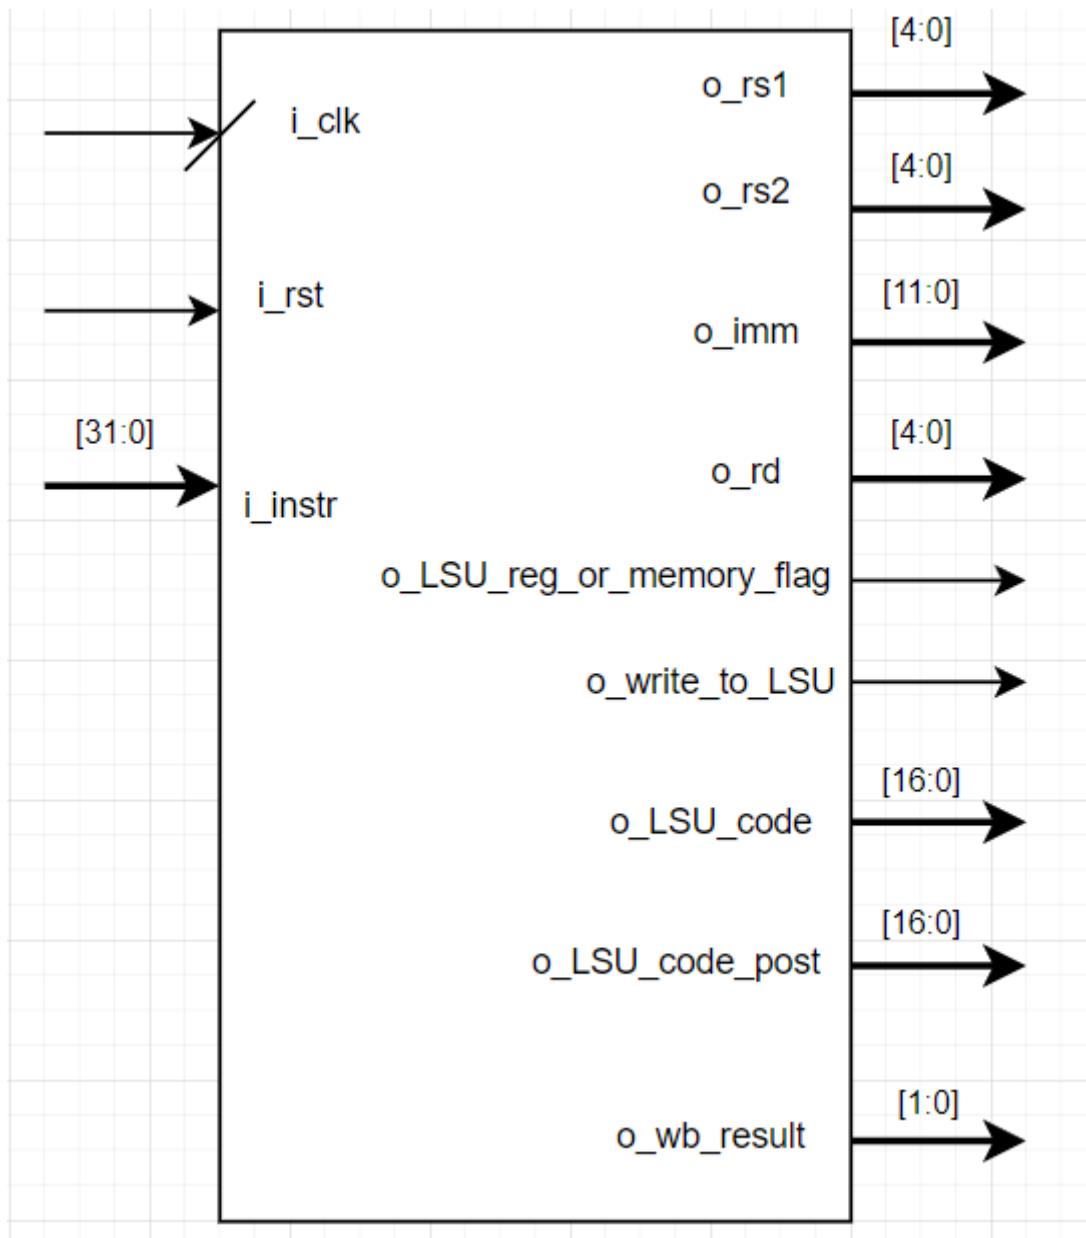 [4:0]
o_rs1
i_clk
[4:0]
o_rs2
i_rst
[11:0]
o_imm
[31:0]
i_instr
[4:0]
o_rd
o_LSU_reg_or_memory_flag
o_write_to_LSU
[16:0]
o_LSU_code
[16:0]
o_LSU_code_post
[1:0]
o_wb_result